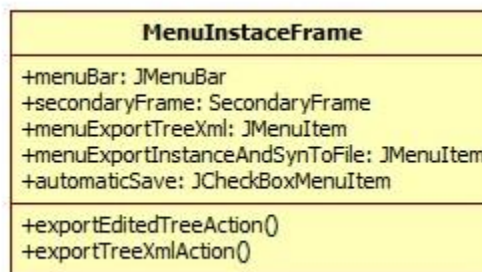 MenuInstaceFrame
+menuBar: JMenuBar
+secondaryFrame: SecondaryFrame
+menuExportTreeXml: JMenuItem
+menuExportInstanceAndSynToFile: JMenuItem
+automaticSave: JCheckBoxMenuItem
+exportEditedTreeAction()
+exportTreeXmlAction()